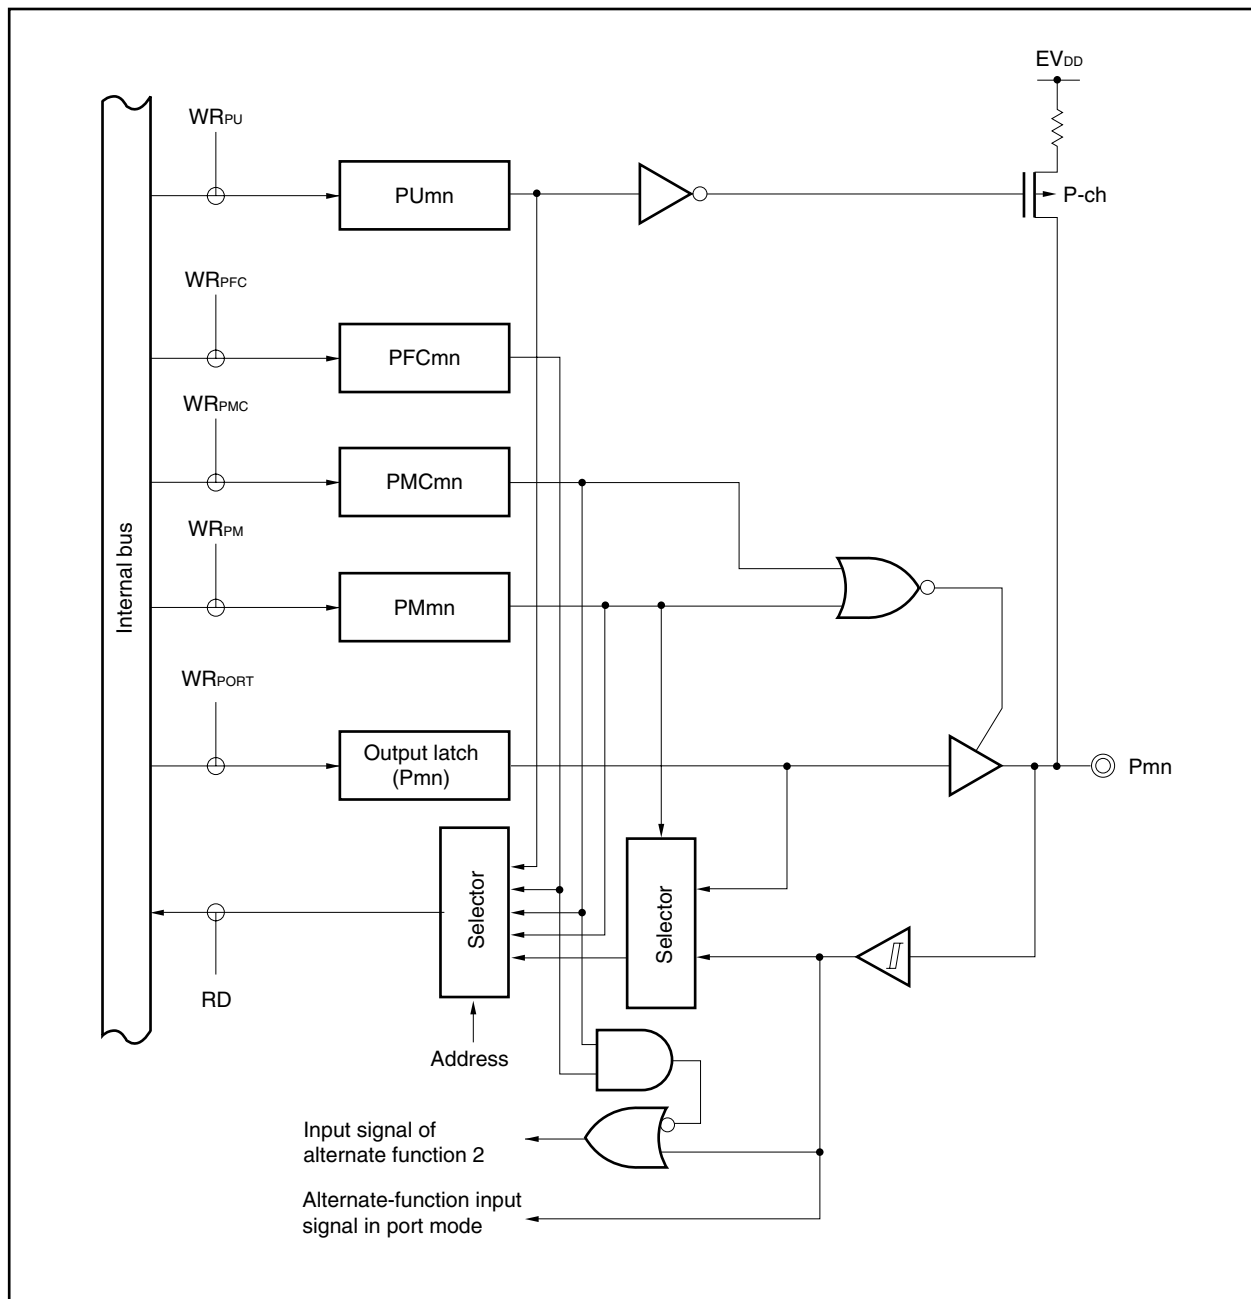 EVDD
WRPU
PUmn
P-ch
WRPFC
PFCmn
WRPMC
PMCmn
WRPM
PMmn
Internal bus
WRPORT
Output latch
(Pmn)
Pmn
Selector
Selector
RD
Address
Input signal of
alternate function 2
Alternate-function input
signal in port mode